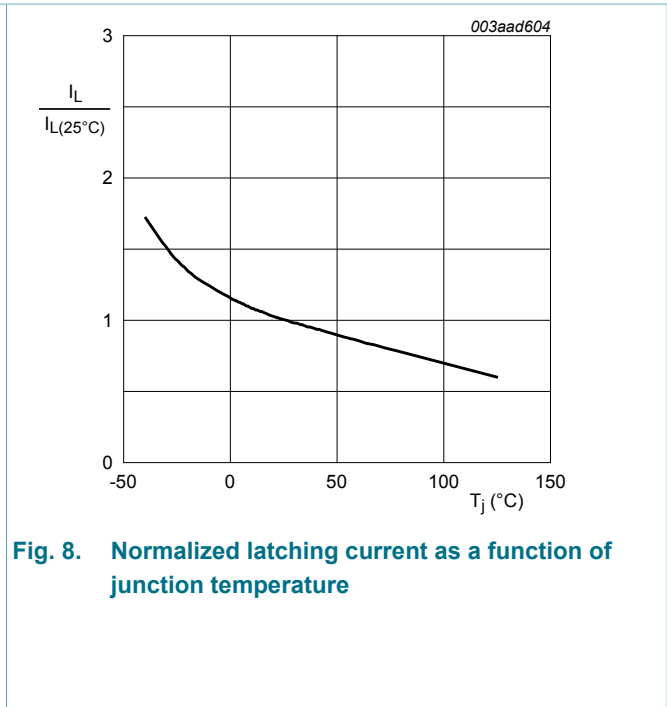 003aad604
3
I_L
I_L(25°C)
2
1
0
-50 0 50 100 150
T_j (°C)
Fig. 8. Normalized latching current as a function of
junction temperature